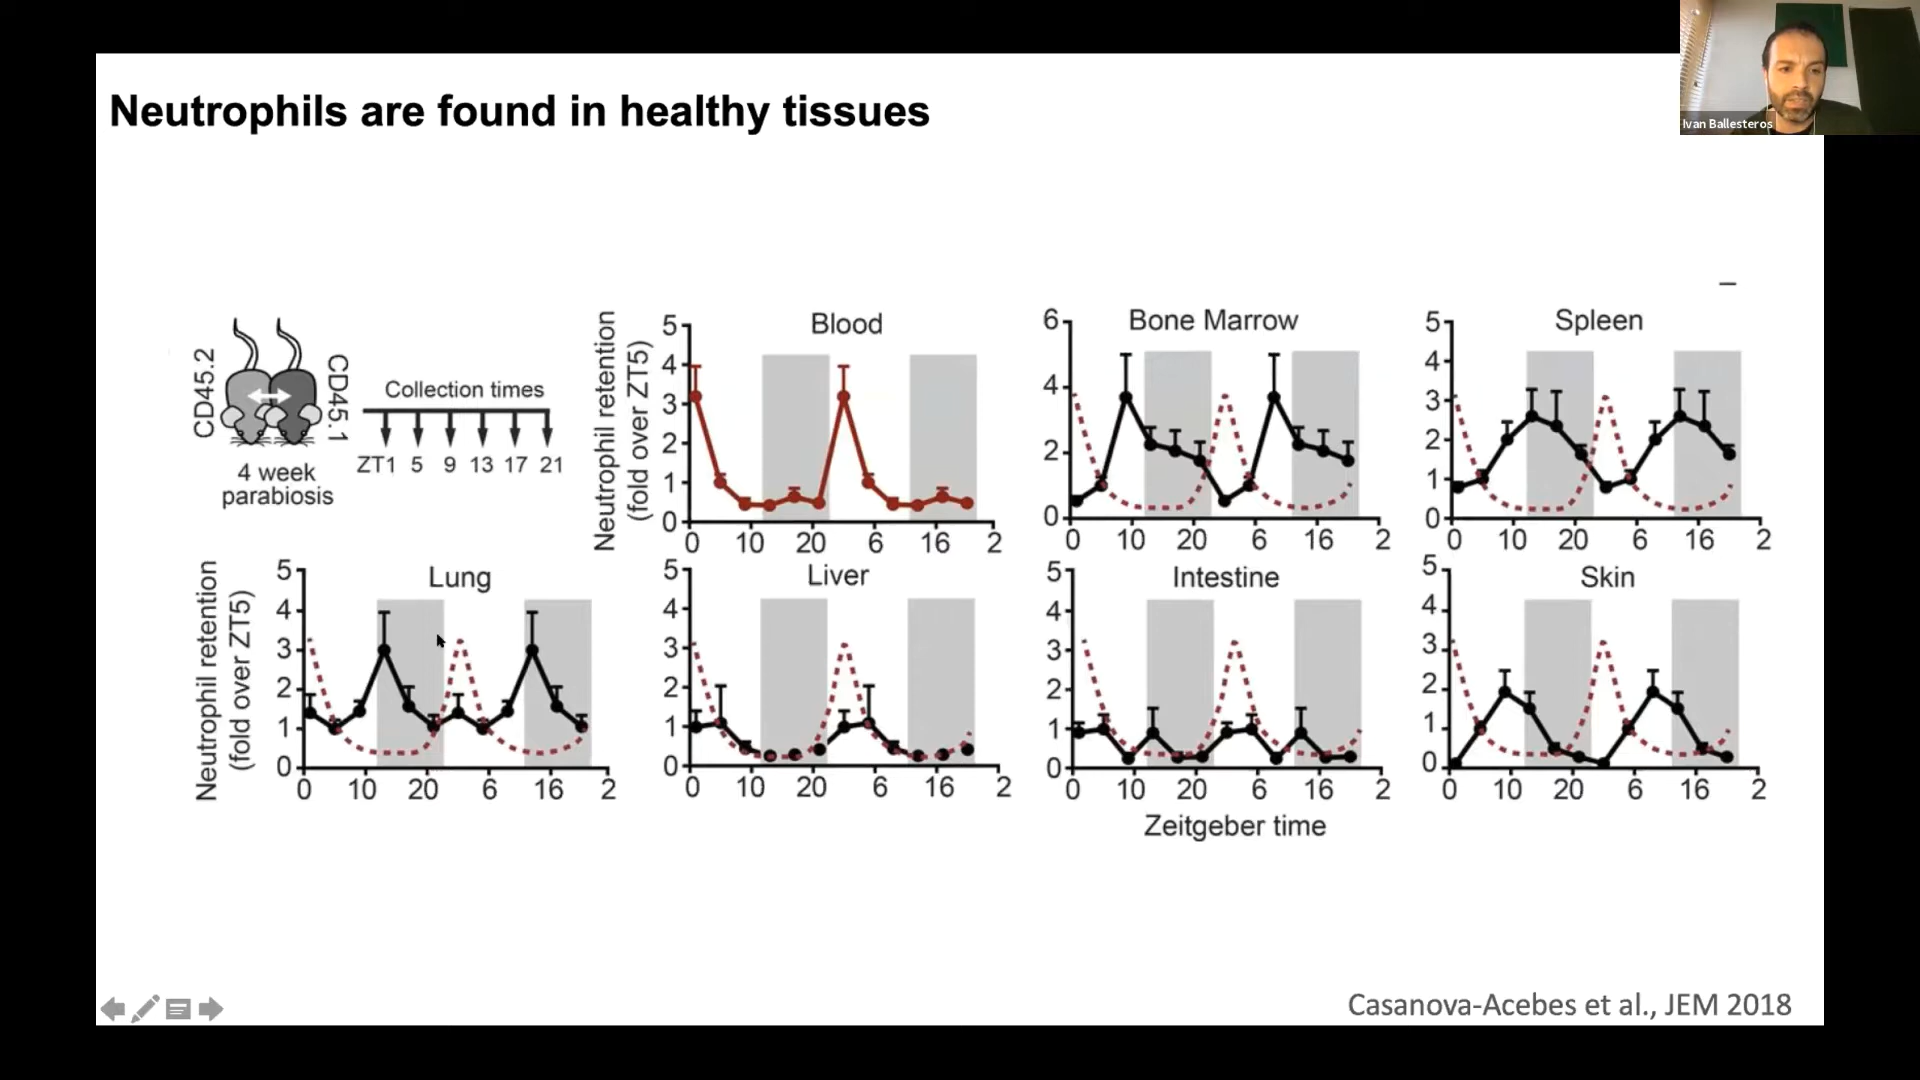 Neutrophils are found in healthy tissues
Ivan Ballesteros
CD45.2
CD45.1
4 week
parabiosis
Collection times
ZT1 5 9 13 17 21
Neutrophil retention
(fold over ZT5)
Blood
5
4
3
2
1
0
0 10 20 6 16 2
Bone Marrow
6
4
2
0
0 10 20 6 16 2
Spleen
5
4
3
2
1
0
0 10 20 6 16 2
Neutrophil retention
(fold over ZT5)
Lung
5
4
3
2
1
0
0 10 20 6 16 2
Liver
5
4
3
2
1
0
0 10 20 6 16 2
Intestine
5
4
3
2
1
0
0 10 20 6 16 2
Skin
5
4
3
2
1
0
0 10 20 6 16 2
Zeitgeber time
Casanova-Acebes et al., JEM 2018